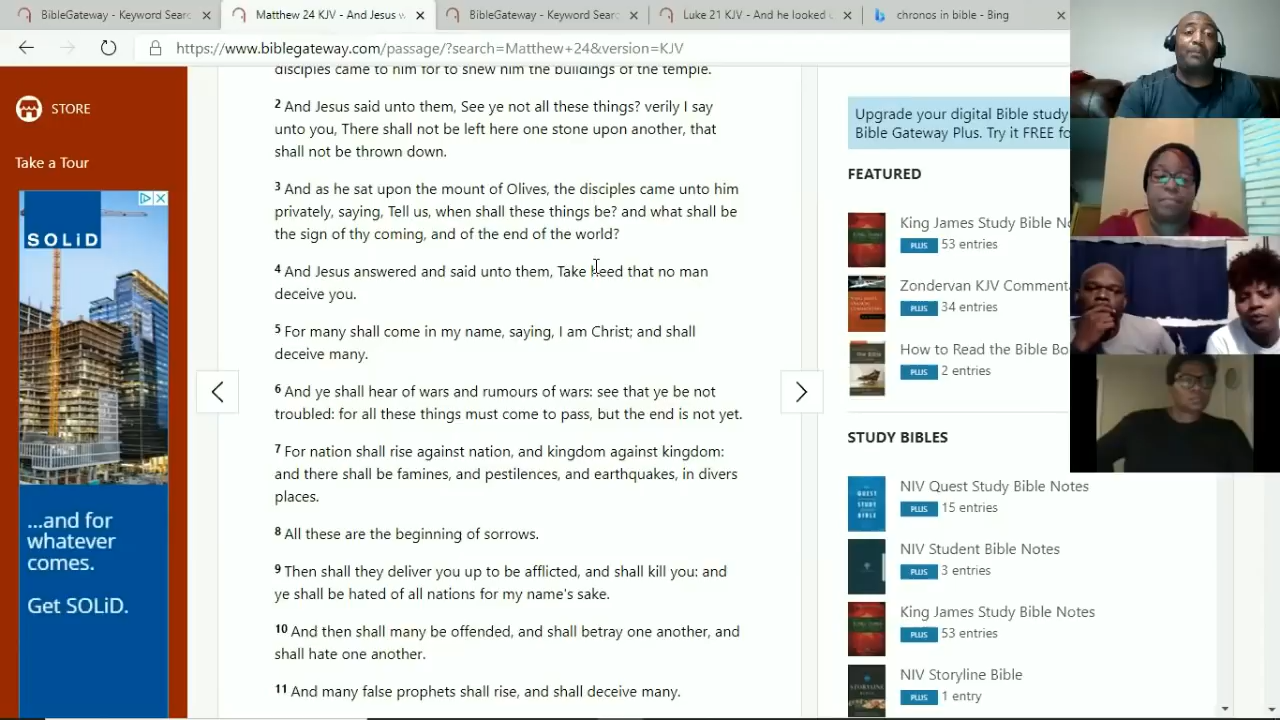 BibleGateway - Keyword Searc
Matthew 24 KJV - And Jesus w
BibleGateway - Keyword Searc
Luke 21 KJV - And he looked u
chronos in bible - Bing
https://www.biblegateway.com/passage/?search=Matthew+24&version=KJV
STORE
Take a Tour
SOLiD
...and for
whatever
comes.
Get SOLiD.
disciples came to him for to shew him the buildings of the temple.
2 And Jesus said unto them, See ye not all these things? verily I say
unto you, There shall not be left here one stone upon another, that
shall not be thrown down.
3 And as he sat upon the mount of Olives, the disciples came unto him
privately, saying, Tell us, when shall these things be? and what shall be
the sign of thy coming, and of the end of the world?
4 And Jesus answered and said unto them, Take heed that no man
deceive you.
5 For many shall come in my name, saying, I am Christ; and shall
deceive many.
6 And ye shall hear of wars and rumours of wars: see that ye be not
troubled: for all these things must come to pass, but the end is not yet.
7 For nation shall rise against nation, and kingdom against kingdom:
and there shall be famines, and pestilences, and earthquakes, in divers
places.
8 All these are the beginning of sorrows.
9 Then shall they deliver you up to be afflicted, and shall kill you: and
ye shall be hated of all nations for my name's sake.
10 And then shall many be offended, and shall betray one another, and
shall hate one another.
11 And many false prophets shall rise, and shall deceive many.
Upgrade your digital Bible study
Bible Gateway Plus. Try it FREE fo
FEATURED
King James Study Bible No
PLUS 53 entries
Zondervan KJV Commenta
PLUS 34 entries
How to Read the Bible Bo
PLUS 2 entries
STUDY BIBLES
NIV Quest Study Bible Notes
PLUS 15 entries
NIV Student Bible Notes
PLUS 3 entries
King James Study Bible Notes
PLUS 53 entries
NIV Storyline Bible
PLUS 1 entry